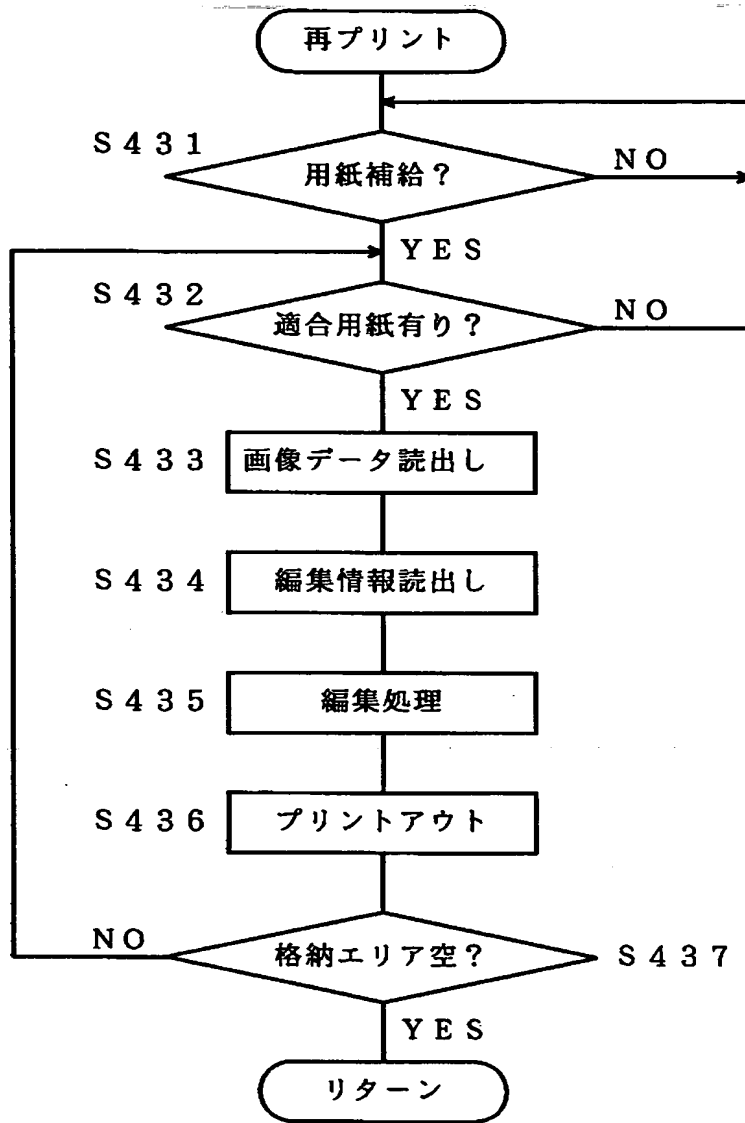 再プリント
S431
用紙補給?
NO
YES
S432
適合用紙有り?
NO
YES
S433
画像データ読出し
S434
編集情報読出し
S435
編集処理
S436
プリントアウト
NO
格納エリア空?
S437
YES
リターン